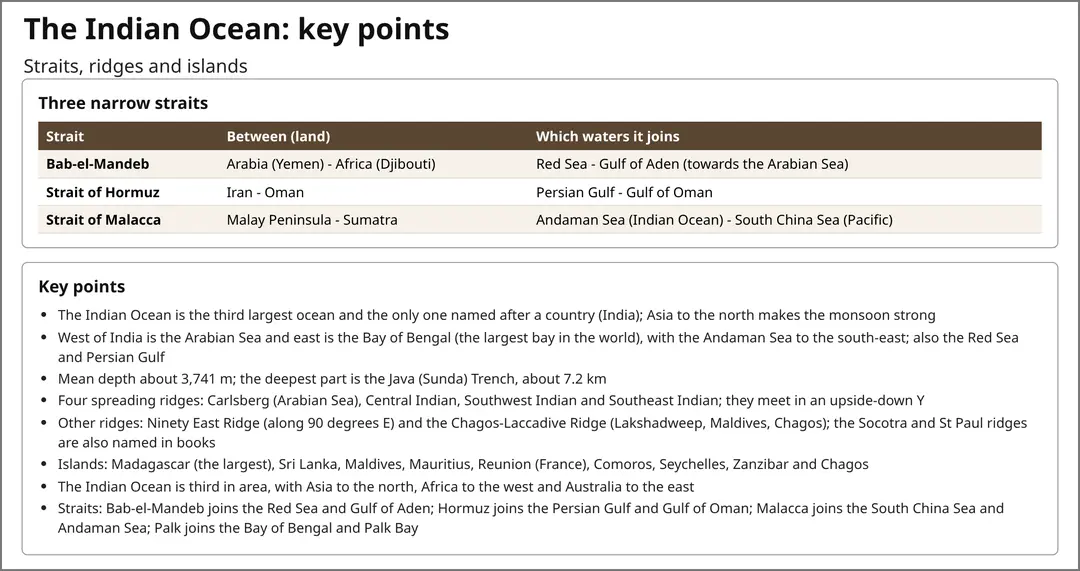 The Indian Ocean: key points
Straits, ridges and islands
Three narrow straits
Strait Between (land) Which waters it joins
Bab-el-Mandeb Arabia (Yemen) - Africa (Djibouti) Red Sea - Gulf of Aden (towards the Arabian Sea)
Strait of Hormuz Iran - Oman Persian Gulf - Gulf of Oman
Strait of Malacca Malay Peninsula - Sumatra Andaman Sea (Indian Ocean) - South China Sea (Pacific)
Key points
• The Indian Ocean is the third largest ocean and the only one named after a country (India); Asia to the north makes the monsoon strong
• West of India is the Arabian Sea and east is the Bay of Bengal (the largest bay in the world), with the Andaman Sea to the south-east; also the Red Sea
and Persian Gulf
• Mean depth about 3,741 m; the deepest part is the Java (Sunda) Trench, about 7.2 km
• Four spreading ridges: Carlsberg (Arabian Sea), Central Indian, Southwest Indian and Southeast Indian; they meet in an upside-down Y
• Other ridges: Ninety East Ridge (along 90 degrees E) and the Chagos-Laccadive Ridge (Lakshadweep, Maldives, Chagos); the Socotra and St Paul ridges
are also named in books
• Islands: Madagascar (the largest), Sri Lanka, Maldives, Mauritius, Reunion (France), Comoros, Seychelles, Zanzibar and Chagos
• The Indian Ocean is third in area, with Asia to the north, Africa to the west and Australia to the east
• Straits: Bab-el-Mandeb joins the Red Sea and Gulf of Aden; Hormuz joins the Persian Gulf and Gulf of Oman; Malacca joins the South China Sea and
Andaman Sea; Palk joins the Bay of Bengal and Palk Bay